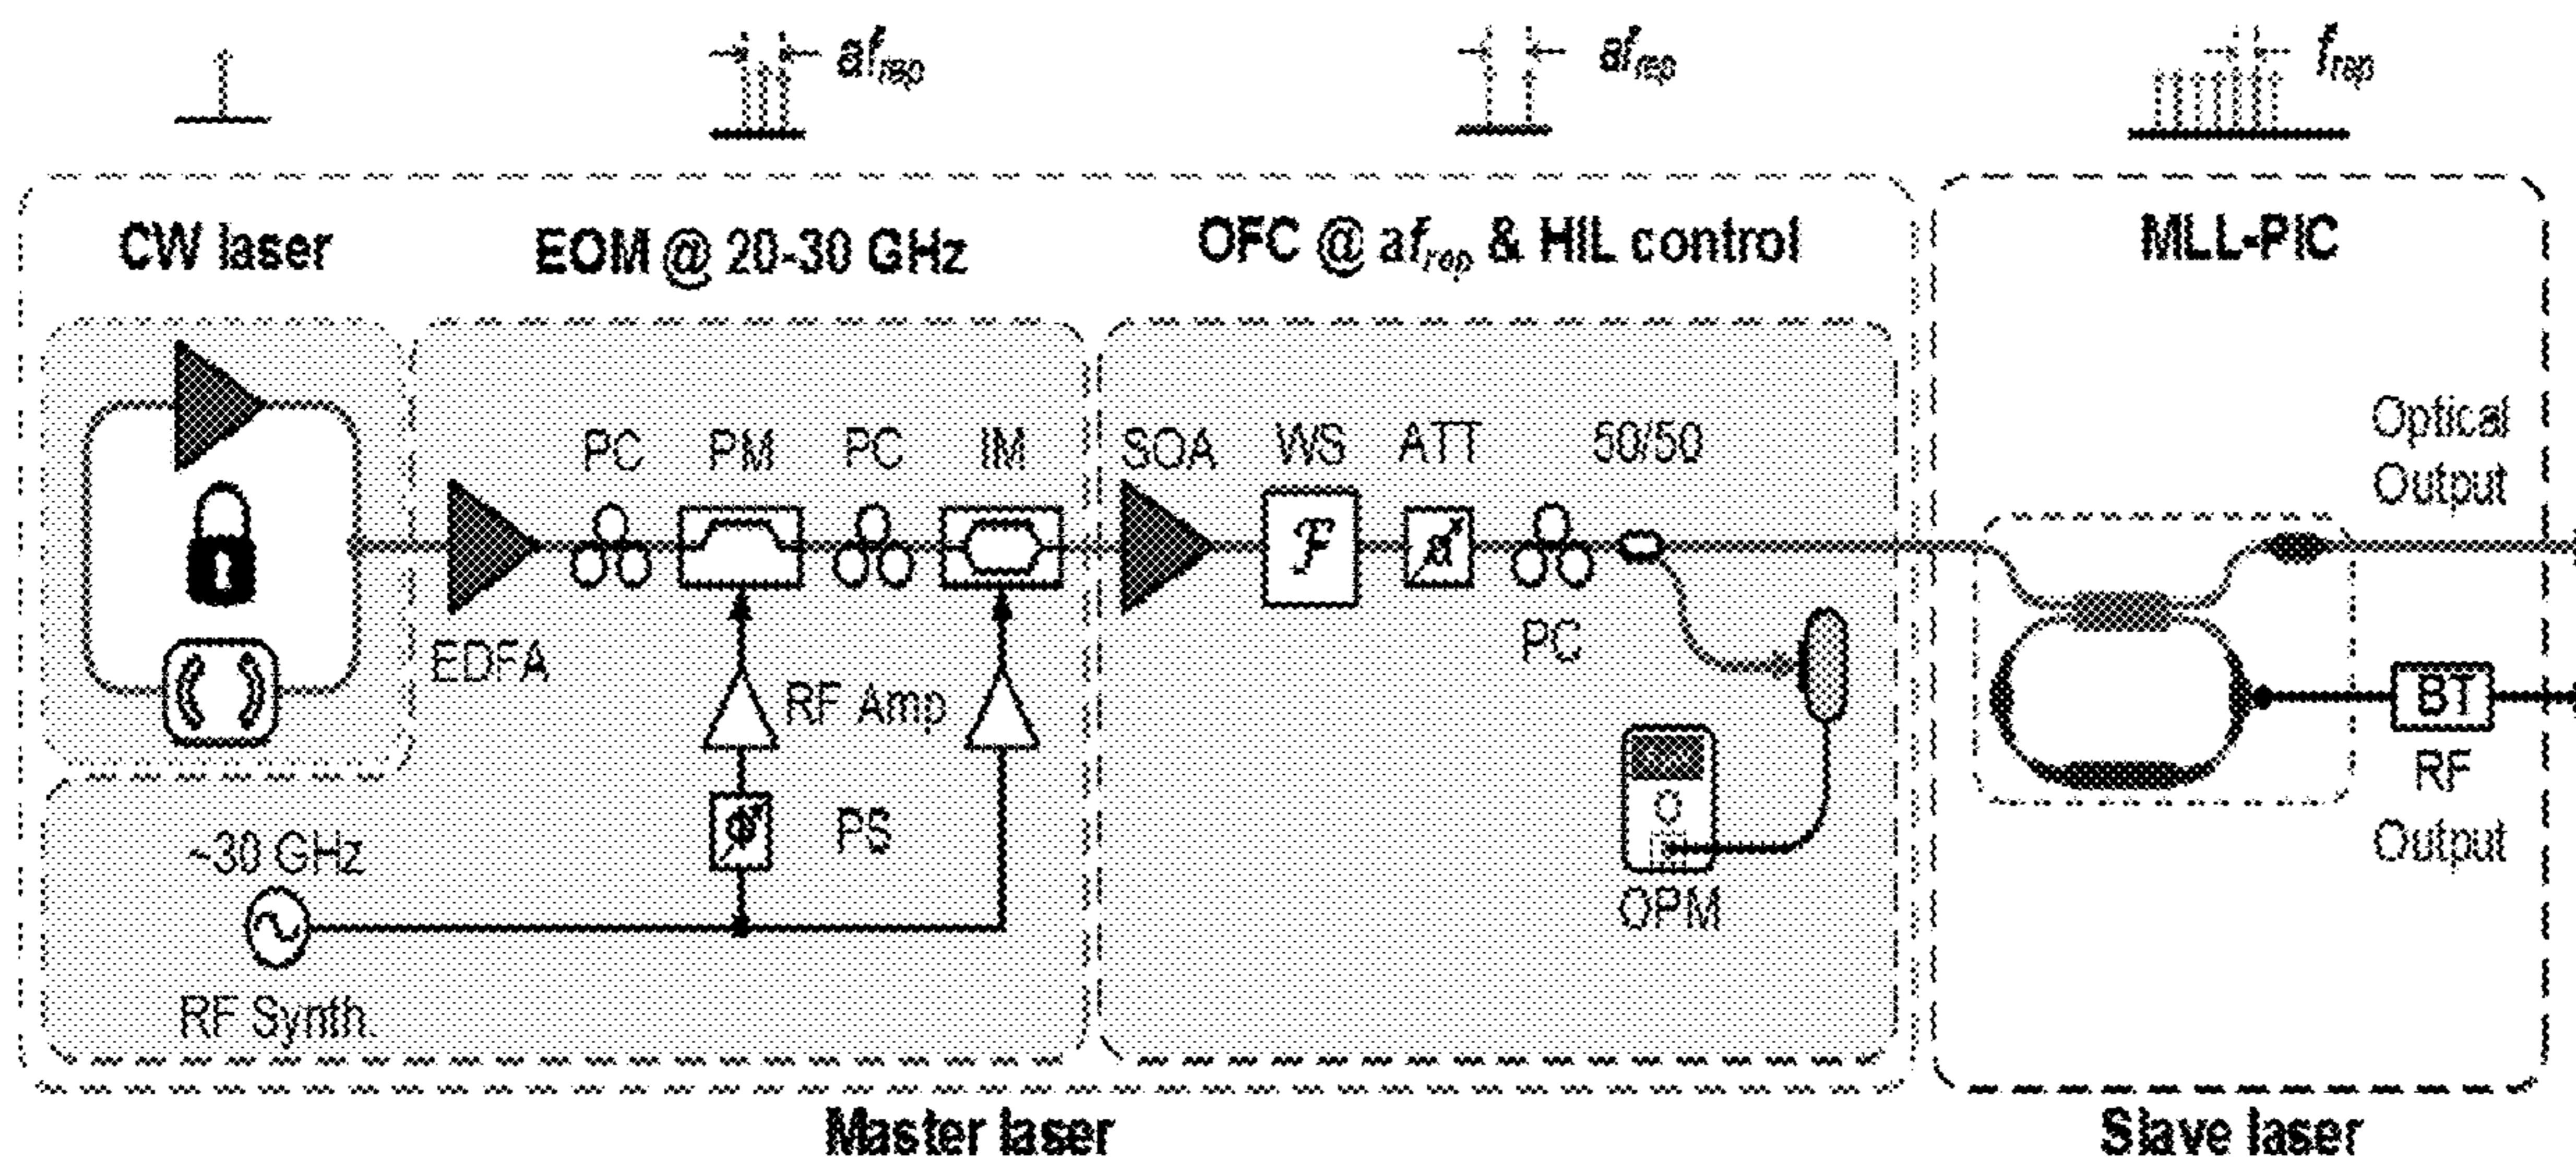 af_rep
af_rep
f_rep
CW laser
EOM @ 20-30 GHz
OFC @ af_rep & HIL control
MLL-PIC
PC
PM
PC
IM
SOA
WS
ATT
50/50
Optical
Output
ℱ
a
EDFA
PC
RF Amp
BT
RF
Output
Φ
PS
OPM
~30 GHz
RF Synth.
Master laser
Slave laser